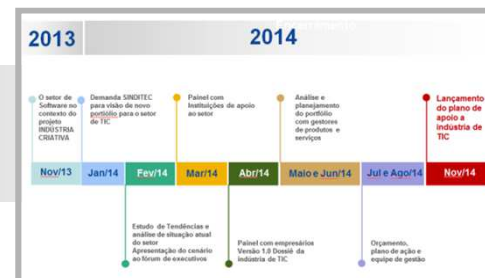 2013
2014
O setor de
Software no
contexto do
projeto
INDÚSTRIA
CRIATIVA
Demanda SINDITEC
para visão de novo
portfólio para o setor
de TIC
Painel com
Instituições de apoio
ao setor
Análise e
planejamento
do portfólio
com gestores
de produtos e
serviços
Lançamento
do plano de
apoio a
indústria de
TIC
Nov/13
Jan/14
Fev/14
Mar/14
Abr/14
Maio e Jun/14
Jul e Ago/14
Nov/14
Estudo de Tendências e
análise de situação atual
do setor
Apresentação do cenário
ao fórum de executivos
Painel com empresários
Versão 1.0 Dossiê da
indústria de TIC
Orçamento,
plano de ação e
equipe de gestão